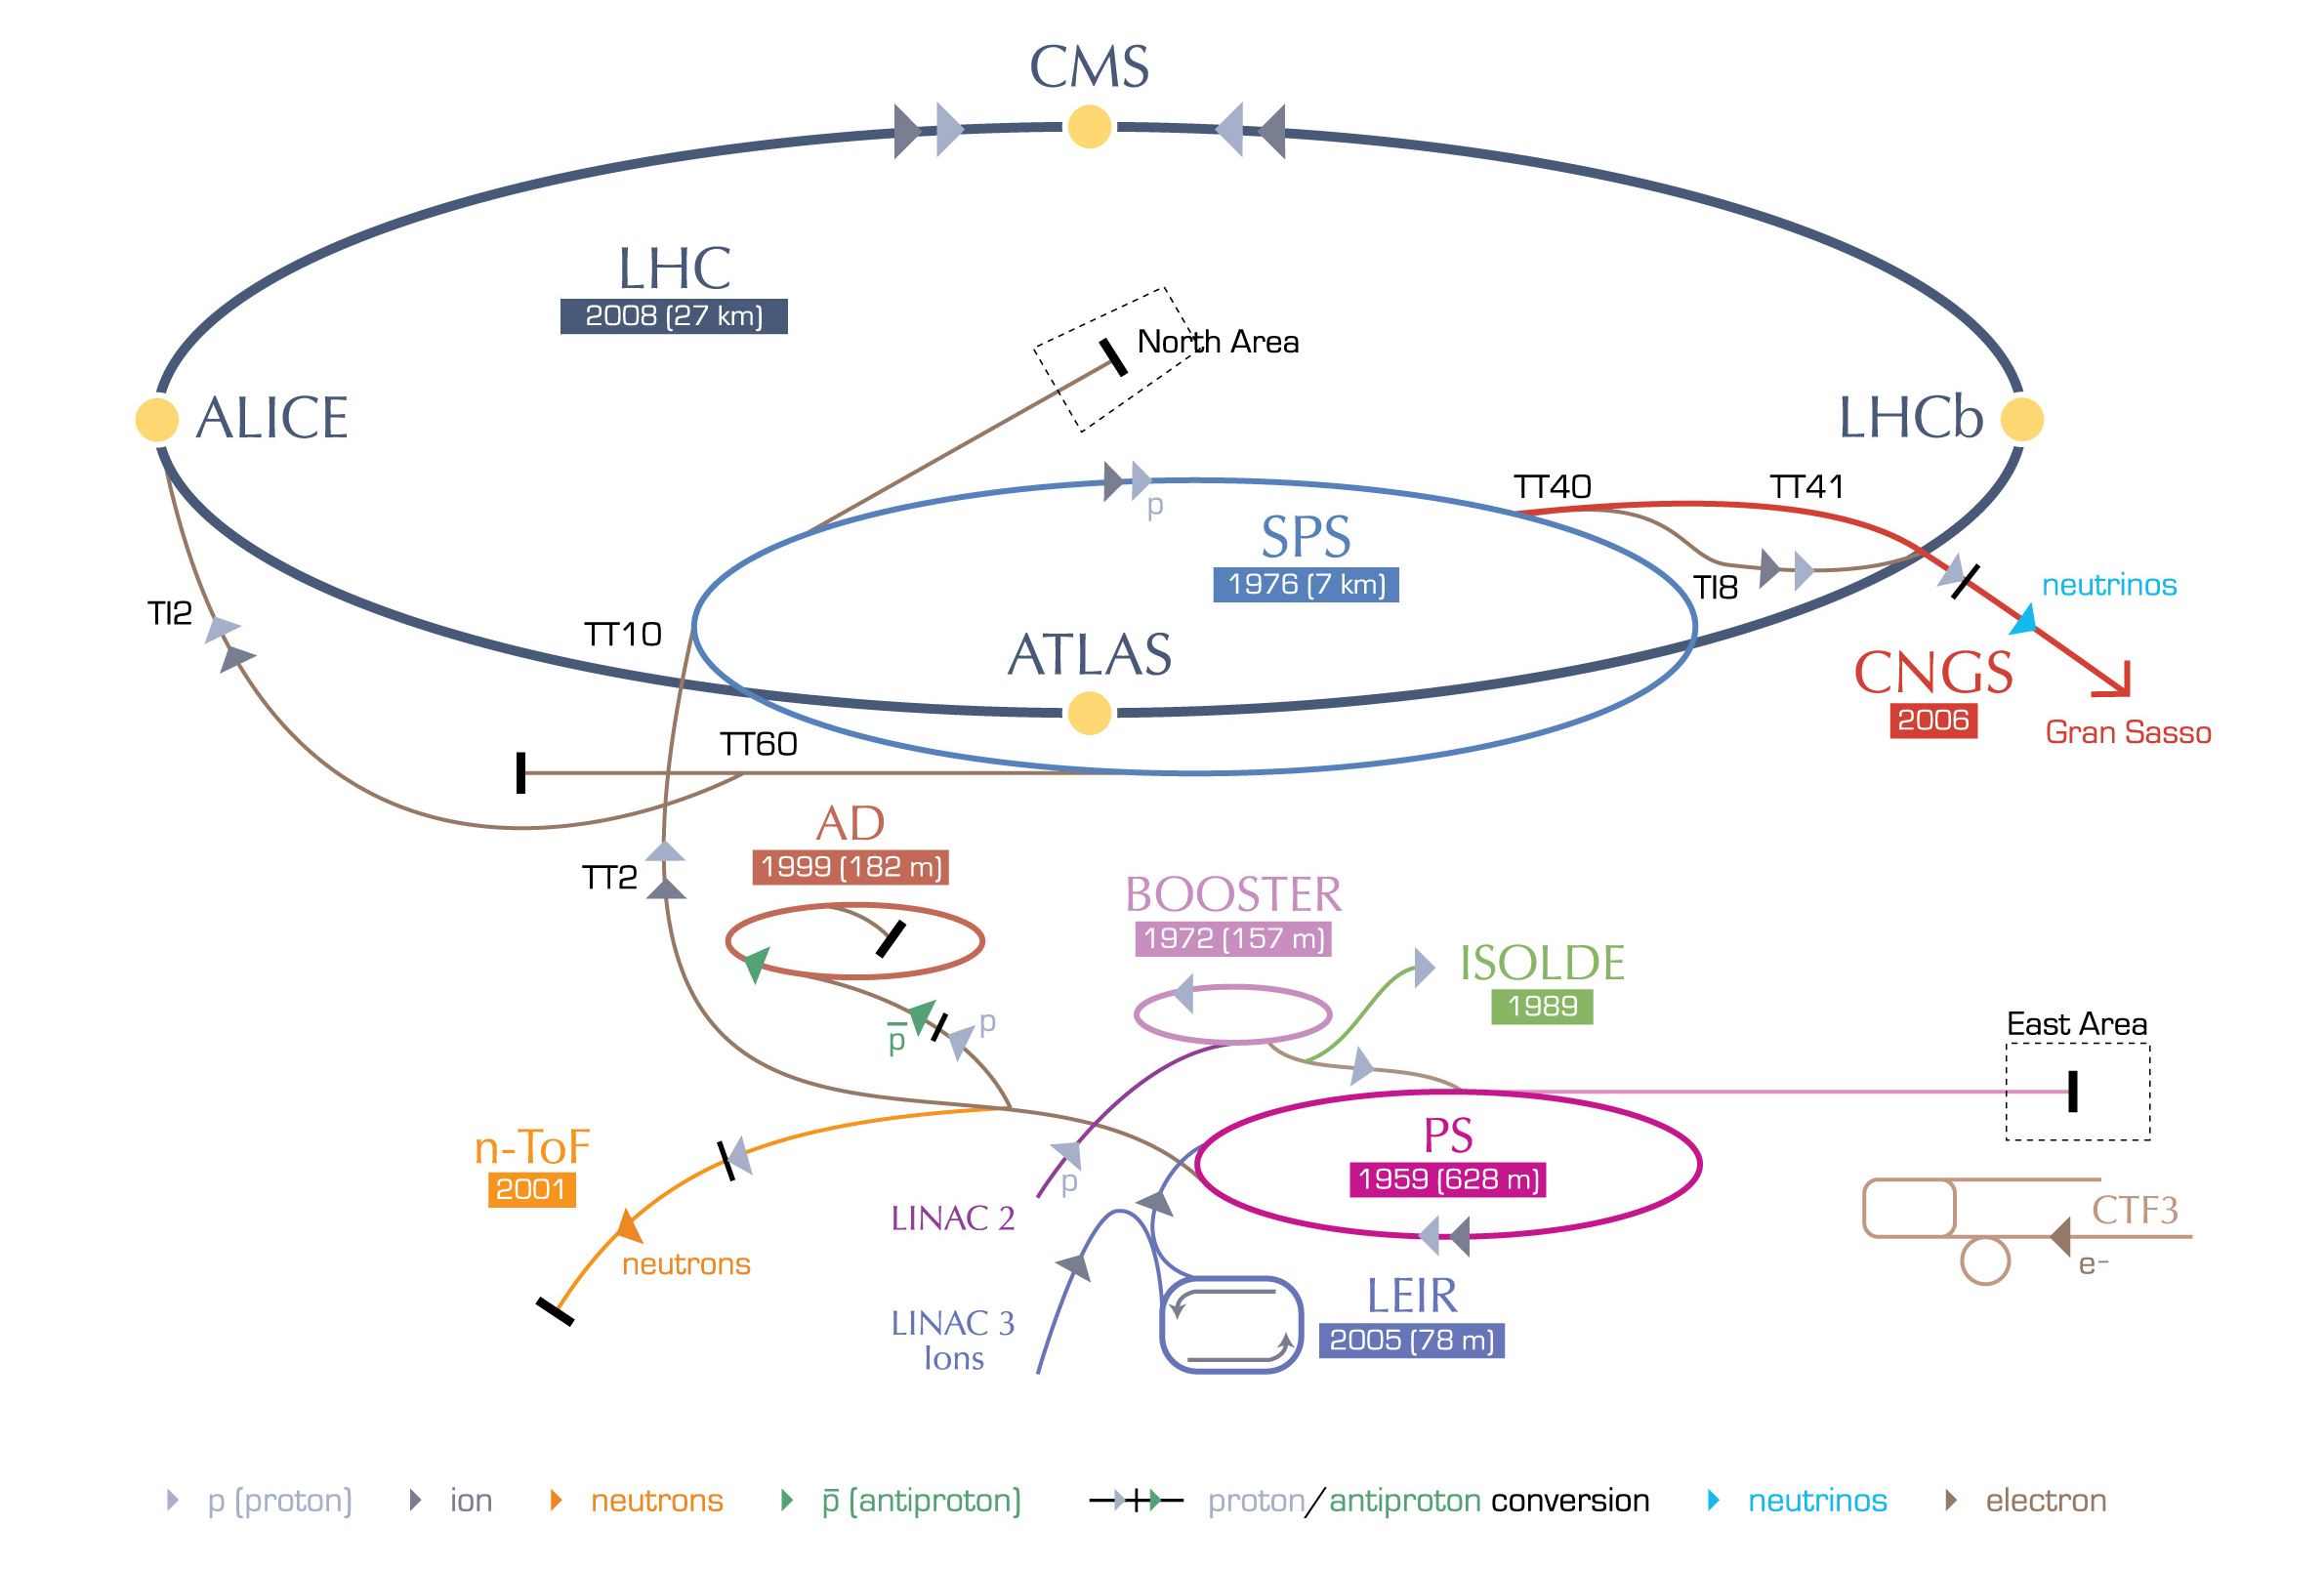 CMS
LHC
2008 (27 km)
North Area
ALICE
LHCb
TT40
TT41
p
SPS
1976 (7 km)
TI8
neutrinos
TI2
TT10
ATLAS
CNGS
2006
Gran Sasso
TT60
AD
1999 (182 m)
TT2
BOOSTER
1972 (157 m)
ISOLDE
1989
p
p̅
East Area
n-ToF
2001
neutrons
p
LINAC 2
PS
1959 (628 m)
CTF3
e-
LEIR
2005 (78 m)
LINAC 3
Ions
p (proton)
ion
neutrons
p̅ (antiproton)
proton/antiproton conversion
neutrinos
electron